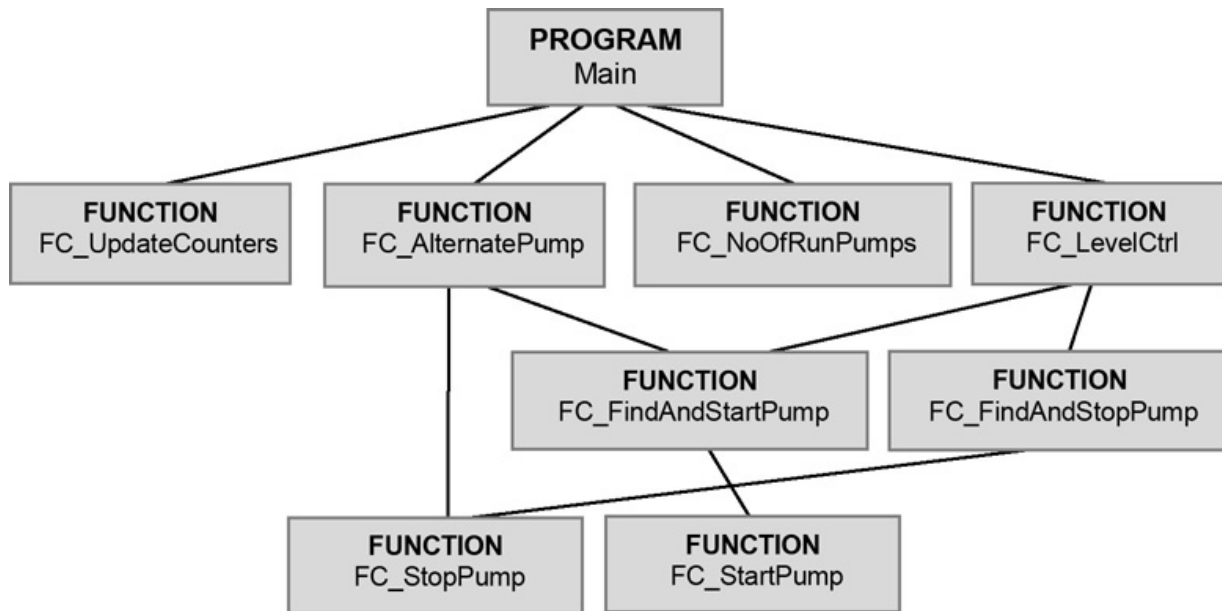 PROGRAM
Main
FUNCTION
FC_UpdateCounters
FUNCTION
FC_AlternatePump
FUNCTION
FC_NoOfRunPumps
FUNCTION
FC_LevelCtrl
FUNCTION
FC_FindAndStartPump
FUNCTION
FC_FindAndStopPump
FUNCTION
FC_StopPump
FUNCTION
FC_StartPump